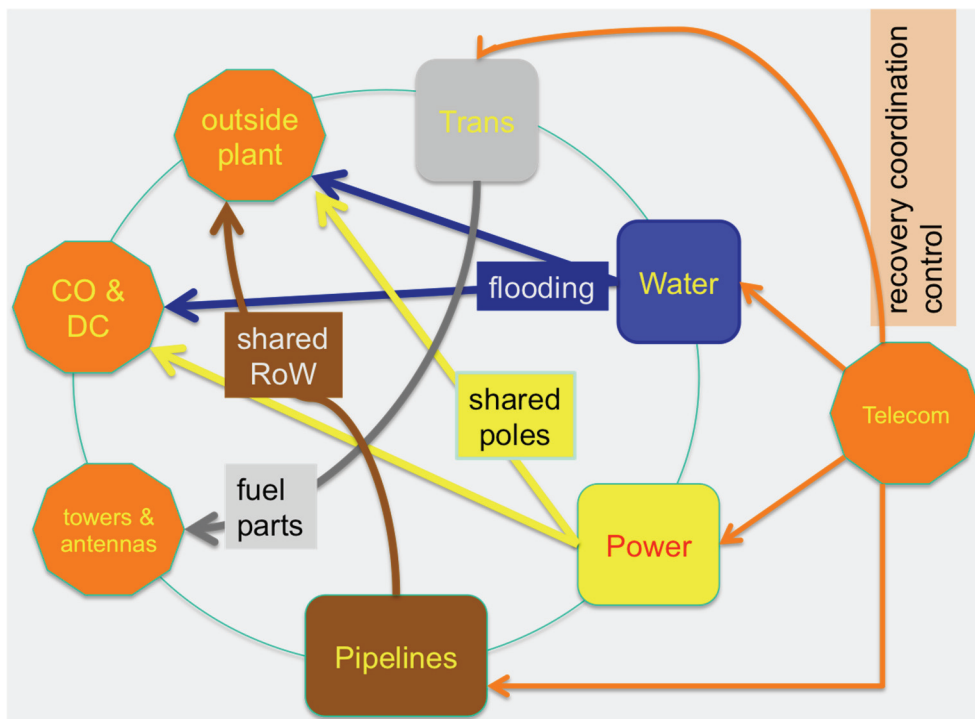 outside
plant
Trans
recovery coordination
control
CO &
DC
flooding
Water
shared
RoW
shared
poles
Telecom
towers &
antennas
fuel
parts
Power
Pipelines